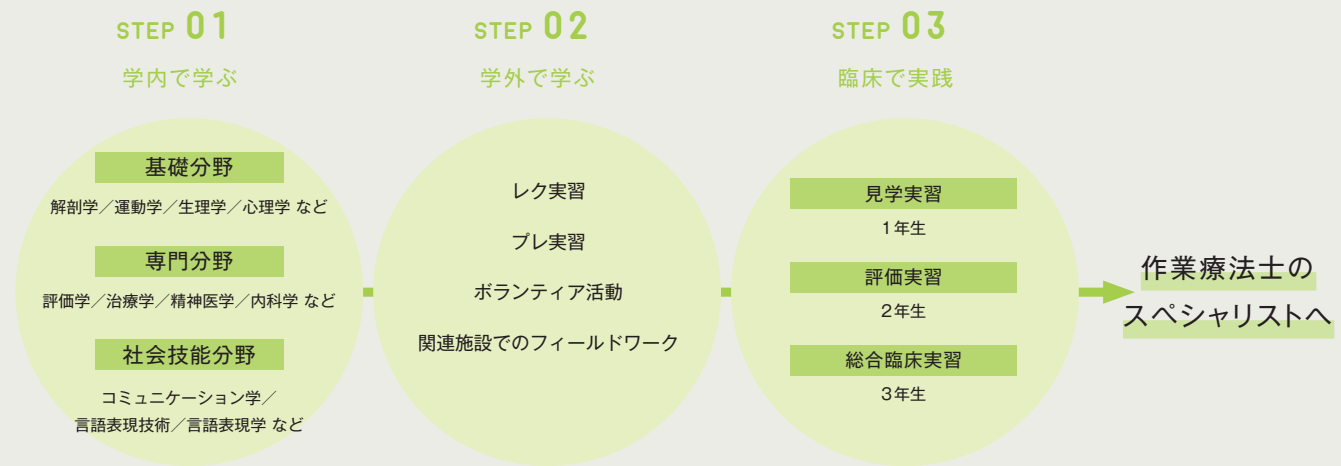 STEP 01
学内で学ぶ
基礎分野
解剖学／運動学／生理学／心理学 など
専門分野
評価学／治療学／精神医学／内科学 など
社会技能分野
コミュニケーション学／
言語表現技術／言語表現学 など
STEP 02
学外で学ぶ
レク実習
プレ実習
ボランティア活動
関連施設でのフィールドワーク
STEP 03
臨床で実践
見学実習
1年生
評価実習
2年生
総合臨床実習
3年生
作業療法士の
スペシャリストへ